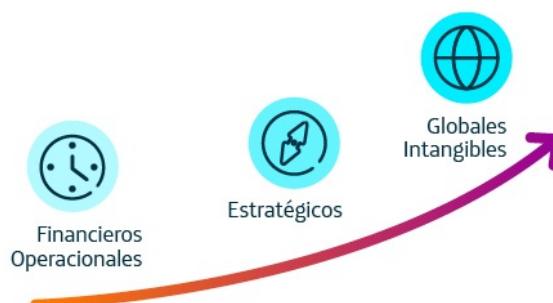 Financieros
Operacionales
Estratégicos
Globales
Intangibles